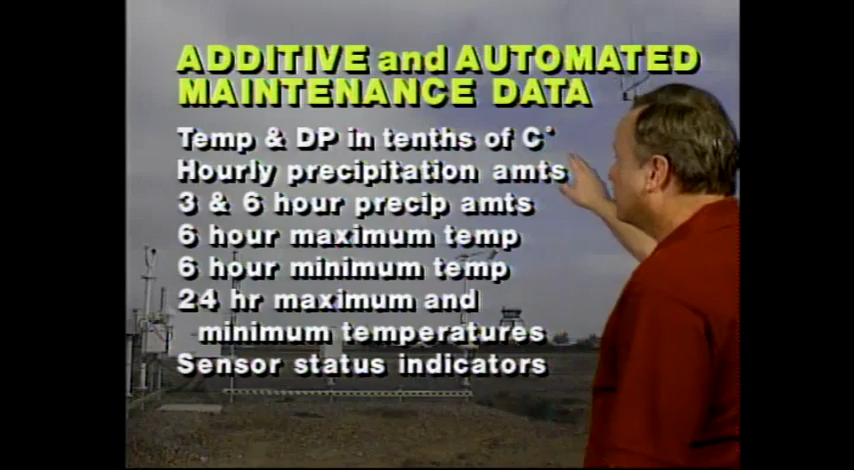 ADDITIVE and AUTOMATED
MAINTENANCE DATA
Temp & DP in tenths of C°
Hourly precipitation amts
3 & 6 hour precip amts
6 hour maximum temp
6 hour minimum temp
24 hr maximum and
minimum temperatures
Sensor status indicators